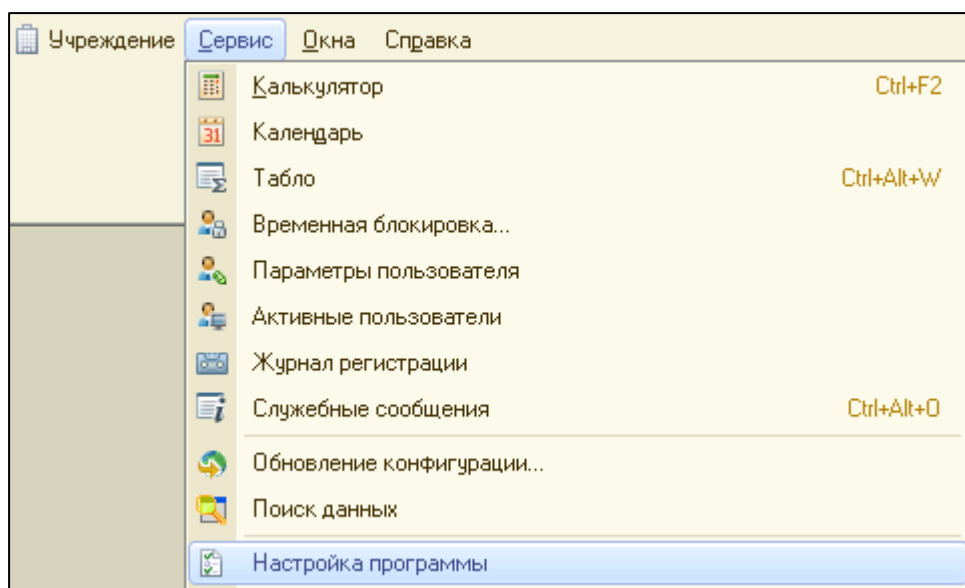 Учреждение Сервис Окна Справка
Калькулятор Ctrl+F2
31 Календарь
Табло Ctrl+Alt+W
Временная блокировка...
Параметры пользователя
Активные пользователи
Журнал регистрации
Служебные сообщения Ctrl+Alt+O
Обновление конфигурации...
Поиск данных
Настройка программы